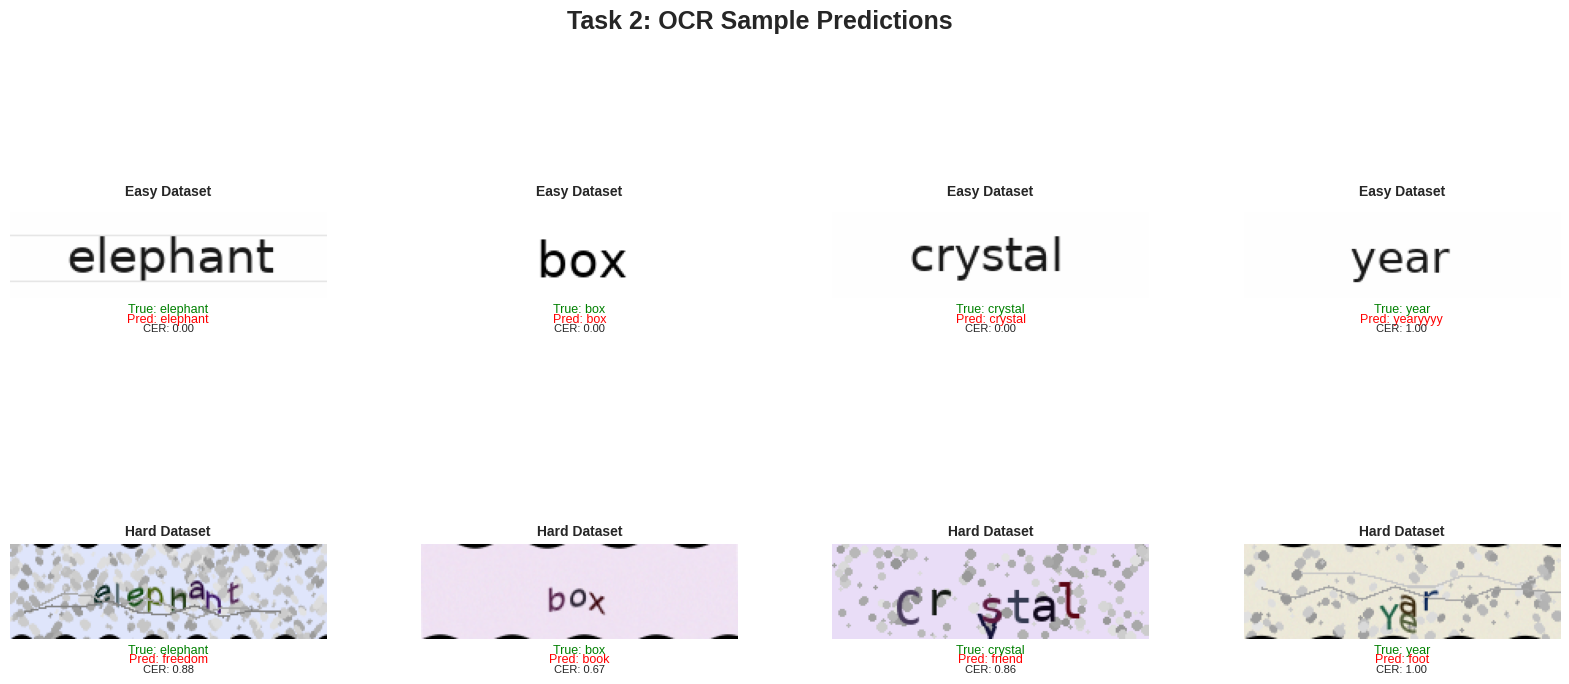 Task 2: OCR Sample Predictions
Easy Dataset Easy Dataset Easy Dataset Easy Dataset
elephant box crystal year
True: elephant True: box True: crystal True: year
Pred: elephant Pred: box Pred: crystal Pred: yearyyyy
CER: 0.00 CER: 0.00 CER: 0.00 CER: 1.00
Hard Dataset Hard Dataset Hard Dataset Hard Dataset
elephant box Crystal Year
True: elephant True: box True: crystal True: year
Pred: freedom Pred: book Pred: friend Pred: foot
CER: 0.88 CER: 0.67 CER: 0.86 CER: 1.00